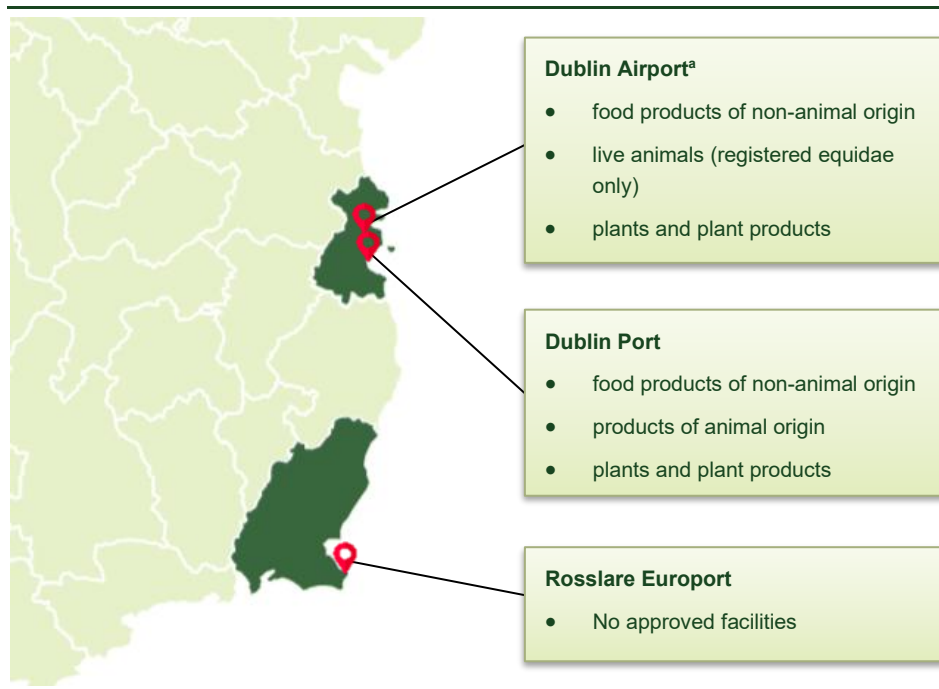 Dublin Airportª
• food products of non-animal origin
• live animals (registered equidae
only)
• plants and plant products
Dublin Port
• food products of non-animal origin
• products of animal origin
• plants and plant products
Rosslare Europort
• No approved facilities